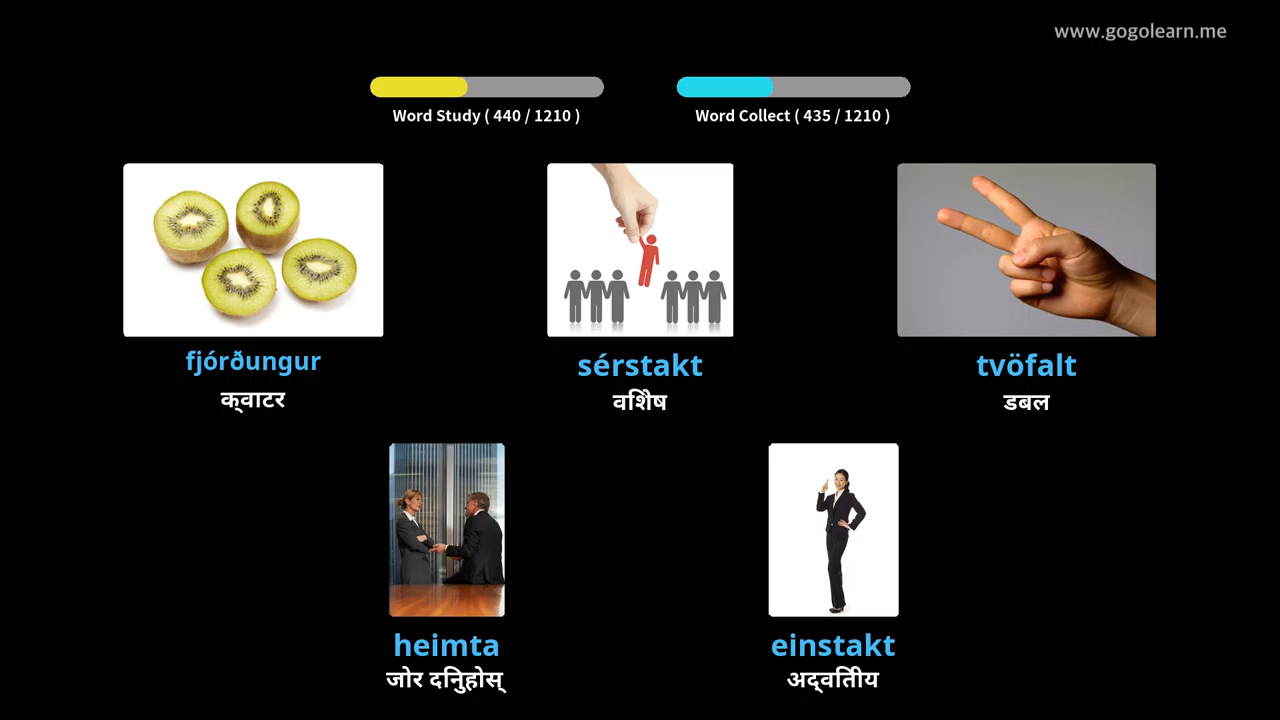 www.gogolearn.me
Word Study ( 440 / 1210 )
Word Collect ( 435 / 1210 )
fjórðungur
क्वाटर
sérstakt
विशेष
tvöfalt
डबल
heimta
जोर दिनुहोस्
einstakt
अद्वितीय